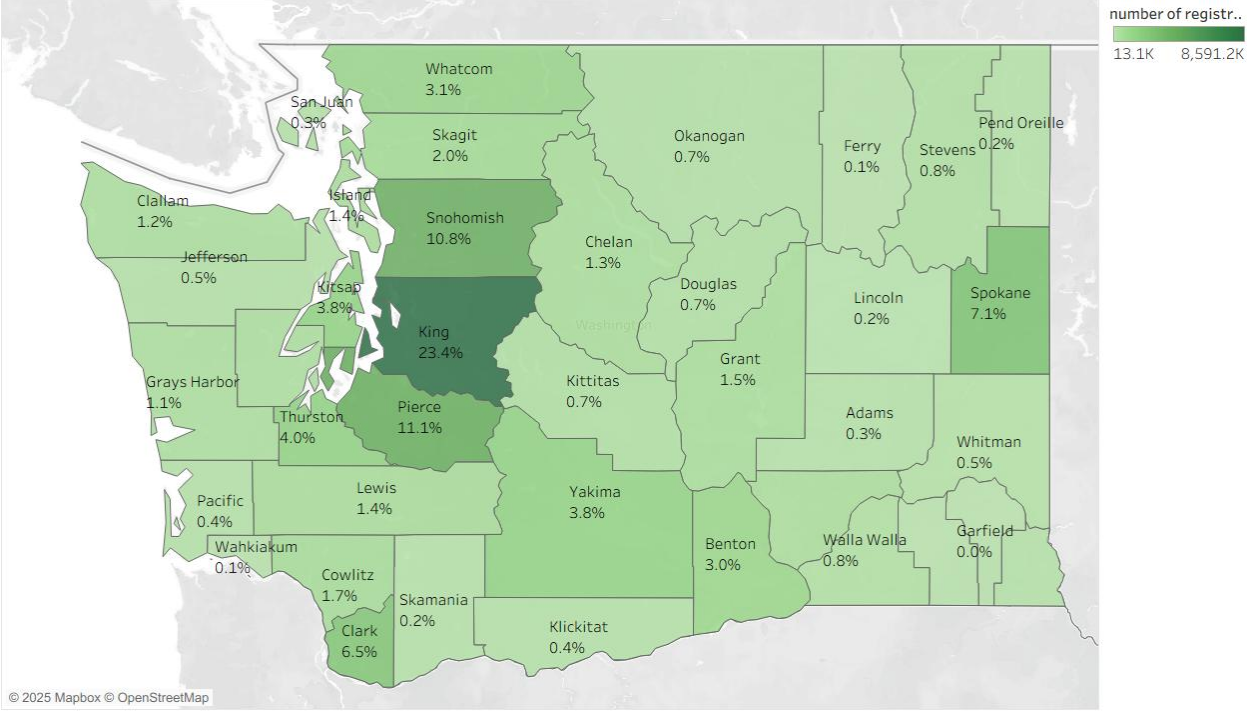 number of registr..
13.1K 8,591.2K
Whatcom
3.1%
San Juan
0.3%
Skagit
2.0%
Okanogan
0.7%
Ferry
0.1%
Stevens
0.8%
Pend Oreille
0.2%
Clallam
1.2%
Island
1.4%
Snohomish
10.8%
Chelan
1.3%
Jefferson
0.5%
Kitsap
3.8%
Douglas
0.7%
Lincoln
0.2%
Spokane
7.1%
King
23.4%
Washington
Grant
1.5%
Grays Harbor
1.1%
Kittitas
0.7%
Thurston
4.0%
Pierce
11.1%
Adams
0.3%
Whitman
0.5%
Pacific
0.4%
Lewis
1.4%
Yakima
3.8%
Benton
3.0%
Walla Walla
0.8%
Garfield
0.0%
Wahkiakum
0.1%
Cowlitz
1.7%
Skamania
0.2%
Clark
6.5%
Klickitat
0.4%
© 2025 Mapbox © OpenStreetMap